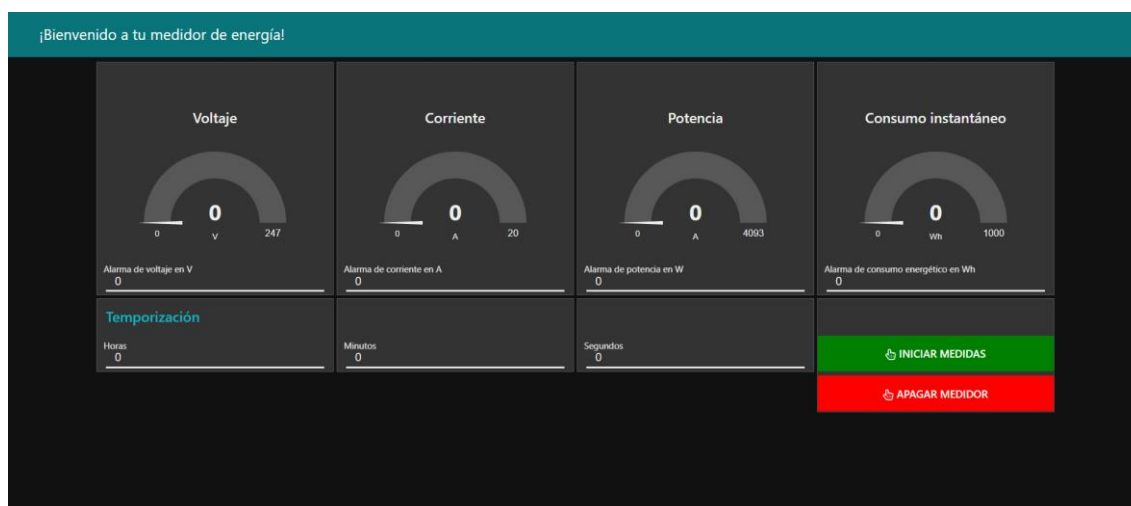 ¡Bienvenido a tu medidor de energía!
Voltaje
0
0
V
247
Alarma de voltaje en V
0
Corriente
0
0
A
20
Alarma de corriente en A
0
Potencia
0
0
A
4093
Alarma de potencia en W
0
Consumo instantáneo
0
0
Wh
1000
Alarma de consumo energético en Wh
0
Temporización
Horas
0
Minutos
0
Segundos
0
INICIAR MEDIDAS
APAGAR MEDIDOR